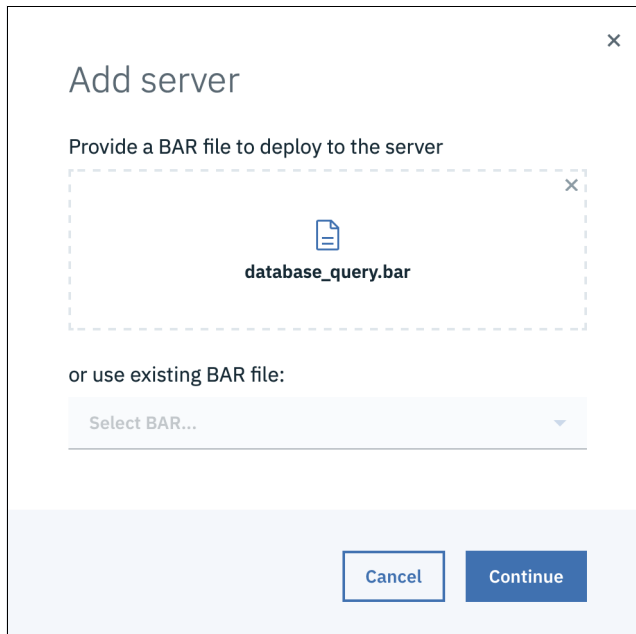 Add server
Provide a BAR file to deploy to the server
database_query.bar
or use existing BAR file:
Select BAR...
Cancel
Continue